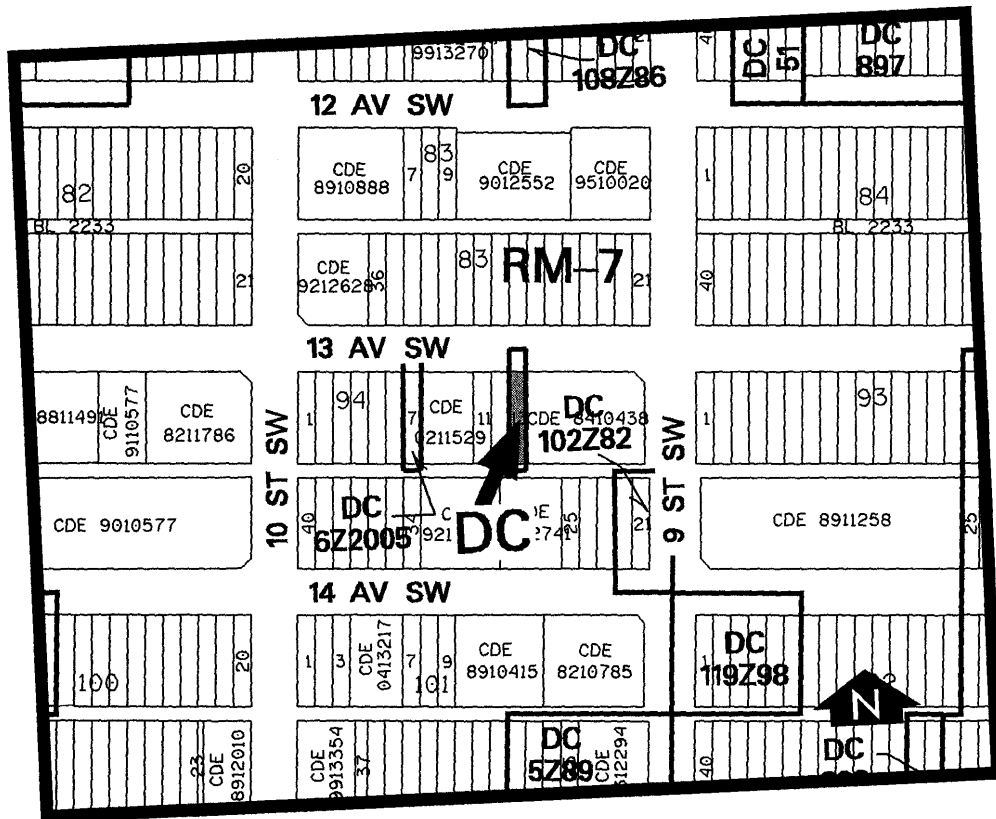 9913270
DC
108Z86
DC
51
DC
897
12 AV SW
82
20
CDE
8910888
7
83
9
CDE
9012552
CDE
9510020
1
84
BL 2233
BL 2233
21
CDE
9212628
36
83
RM-7
21
40
13 AV SW
8811491
CDE
9110577
CDE
8211786
1
94
7
CDE
0211529
11
CDE 8410438
DC
102Z82
1
93
10 ST SW
9 ST SW
CDE 9010577
40
DC
6Z2005
34
DC
25
21
CDE 8911258
25
14 AV SW
100
20
1
3
CDE
0413217
7
9
101
CDE
8910415
CDE
8210785
1
DC
119Z98
N
23
CDE
8912010
CDE
9913354
37
DC
5Z89
CDE
40
DC